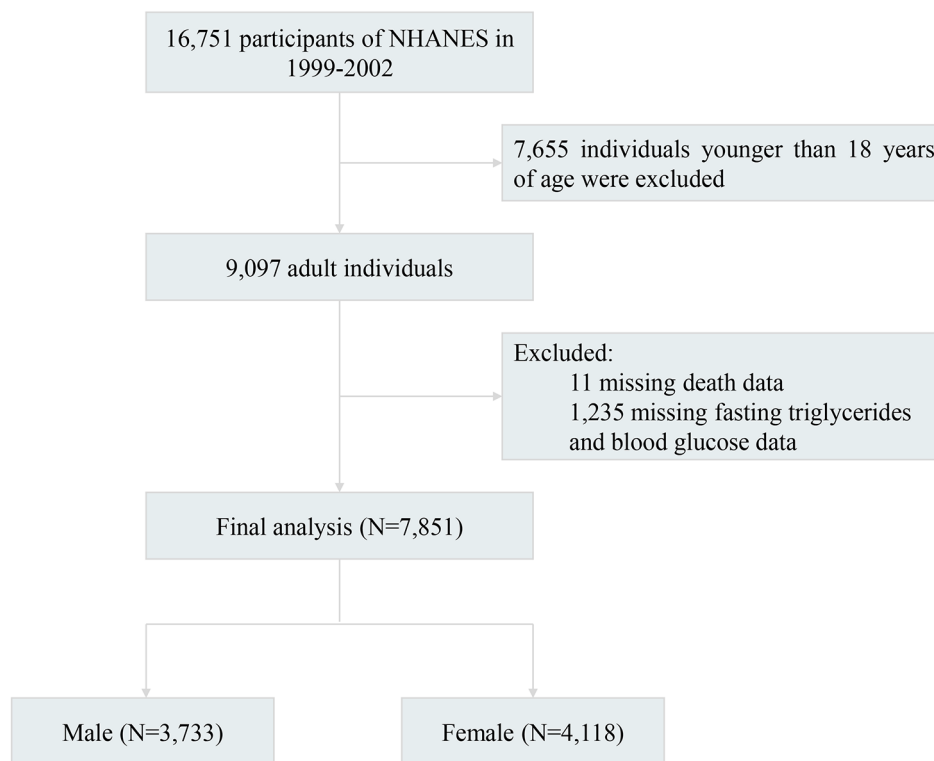 16,751 participants of NHANES in
1999-2002
7,655 individuals younger than 18 years
of age were excluded
9,097 adult individuals
Excluded:
11 missing death data
1,235 missing fasting triglycerides
and blood glucose data
Final analysis (N=7,851)
Male (N=3,733)
Female (N=4,118)